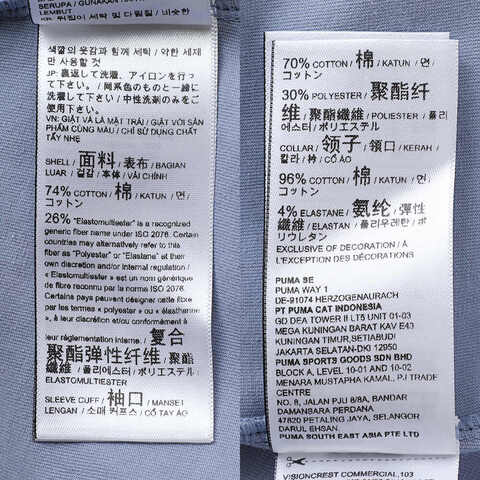 SERUPA / GUNAKAN
LEMBUT
색깔의 옷감과 함께 세탁 / 약한 세제
만 사용할 것
JP: 裏返して洗濯、アイロンを行っ
て下さい。/ 同系色のものと一緒に
洗濯して下さい / 中性洗剤のみをご
使用下さい。
VN: GIẶT VÀ LÀ MẶT TRÁI / GIẶT VỚI SẢN
PHẨM CÙNG MÀU / CHỈ SỬ DỤNG CHẤT
TẨY NHẸ
SHELL / 面料 / 表布 / BAGIAN
LUAR / 겉감 / 本体 / VẢI CHÍNH
74% COTTON / 棉 / KATUN / 면 /
コットン
26% "Elastomultiester" is a recognized
generic fiber name under ISO 2076. Certain
countries may alternatively refer to this
fiber as "Polyester" or "Elastane" at their
own discretion and/or internal regulation /
« Elastomultiester » est un nom générique
de fibre reconnu par la norme ISO 2076.
Certains pays peuvent désigner cette fibre
par les termes « polyester » ou « élasthanne
», à leur discrétion et/ou conformément à
leur réglementation interne. / 复合
聚酯弹性纤维 / 聚酯
纖維 / 폴리에스터 / ポリエステル /
ELASTOMULTIESTER
SLEEVE CUFF / 袖口 / MANSET
LENGAN / 소매 커프스 / CỔ TAY ÁO
70% COTTON / 棉 / KATUN / 면 /
コットン
30% POLYESTER / 聚酯纤
维 / 聚酯纖維 / POLIESTER / 폴리
에스터 / ポリエステル
COLLAR / 领子 / 領口 / KERAH /
칼라 / 衿 / CỔ ÁO
96% COTTON / 棉 / KATUN / 면 /
コットン
4% ELASTANE / 氨纶 / 彈性
纖維 / ELASTAN / 폴리우레탄 / ポ
リウレタン
EXCLUSIVE OF DECORATION / À
L'EXCEPTION DES DÉCORATIONS
PUMA SE
PUMA WAY 1
DE-91074 HERZOGENAURACH
PT PUMA CAT INDONESIA
GD DEA TOWER II LT5 UNIT 01-03
MEGA KUNINGAN BARAT KAV E43
KUNINGAN TIMUR,SETIABUDI
JAKARTA SELATAN-DKI 12950
PUMA SPORTS GOODS SDN BHD
BLOCK A, LEVEL 10-01 AND 10-02
MENARA MUSTAPHA KAMAL, PJ TRADE
CENTRE
NO. 8, JALAN PJU 8/8A, BANDAR
DAMANSARA PERDANA
47820 PETALING JAYA, SELANGOR
DARUL EHSAN.
PUMA SOUTH EAST ASIA PTE LTD
VISIONCREST COMMERCIAL,103